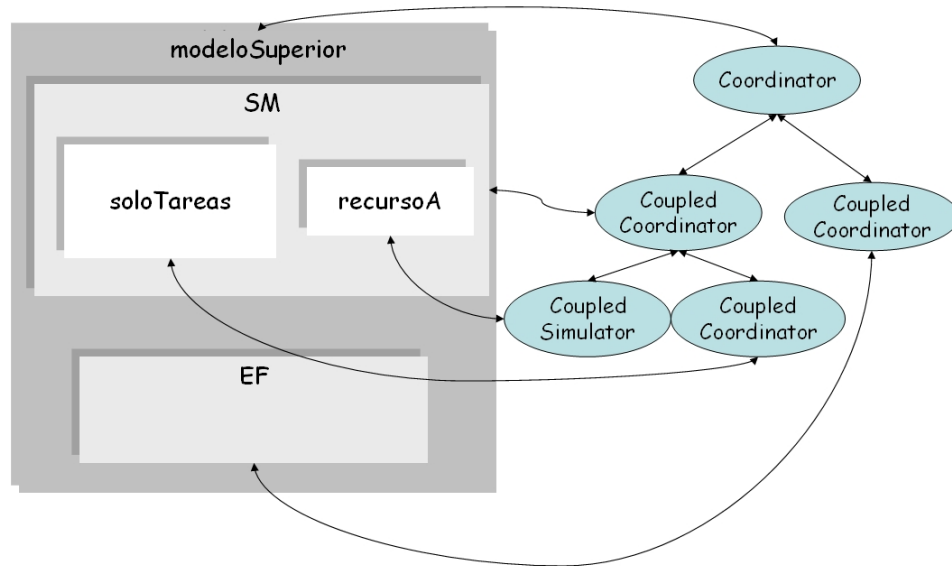 modeloSuperior
SM
soloTareas
recursoA
EF
Coordinator
Coupled
Coordinator
Coupled
Coordinator
Coupled
Simulator
Coupled
Coordinator